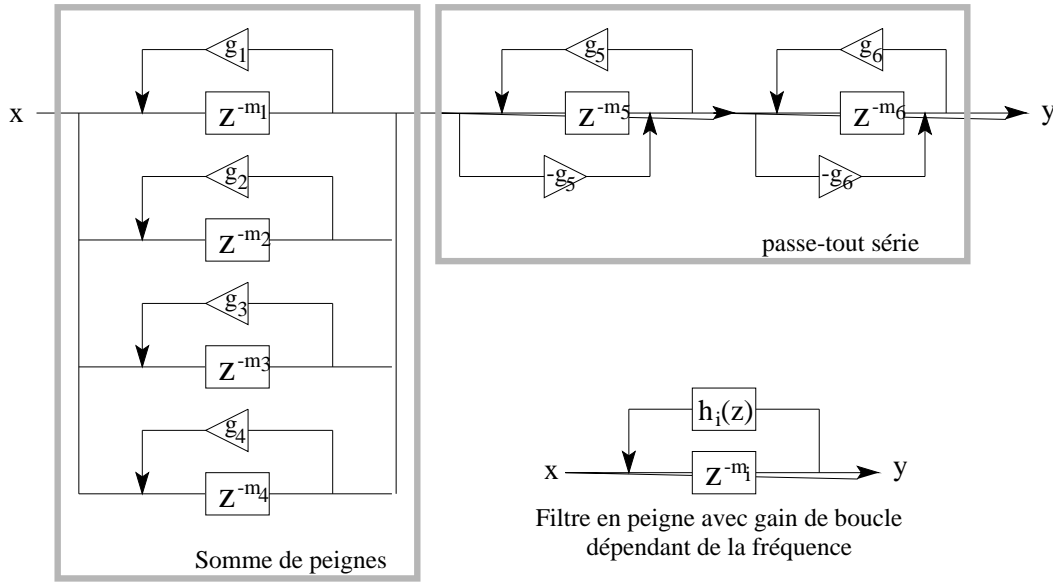 g1
x
z-m1
g2
z-m2
g3
z-m3
g4
z-m4
Somme de peignes
g5
z-m5
-g5
g6
z-m6
-g6
y
passe-tout série
hi(z)
x
z-mi
y
Filtre en peigne avec gain de boucle
dépendant de la fréquence